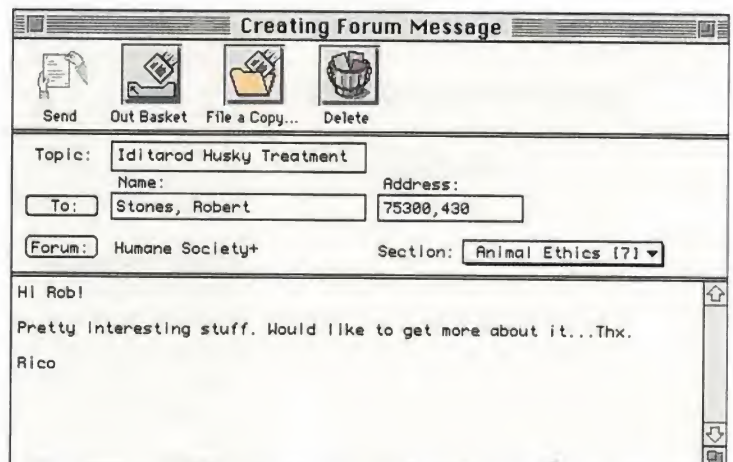 Creating Forum Message
Send Out Basket File a Copy... Delete
Topic: Iditarod Husky Treatment
Name: Address:
To: Stones, Robert 75300,430
Forum: Humane Society+ Section: Animal Ethics [7]
Hi Rob!
Pretty interesting stuff. Would like to get more about it...Thx.
Rico